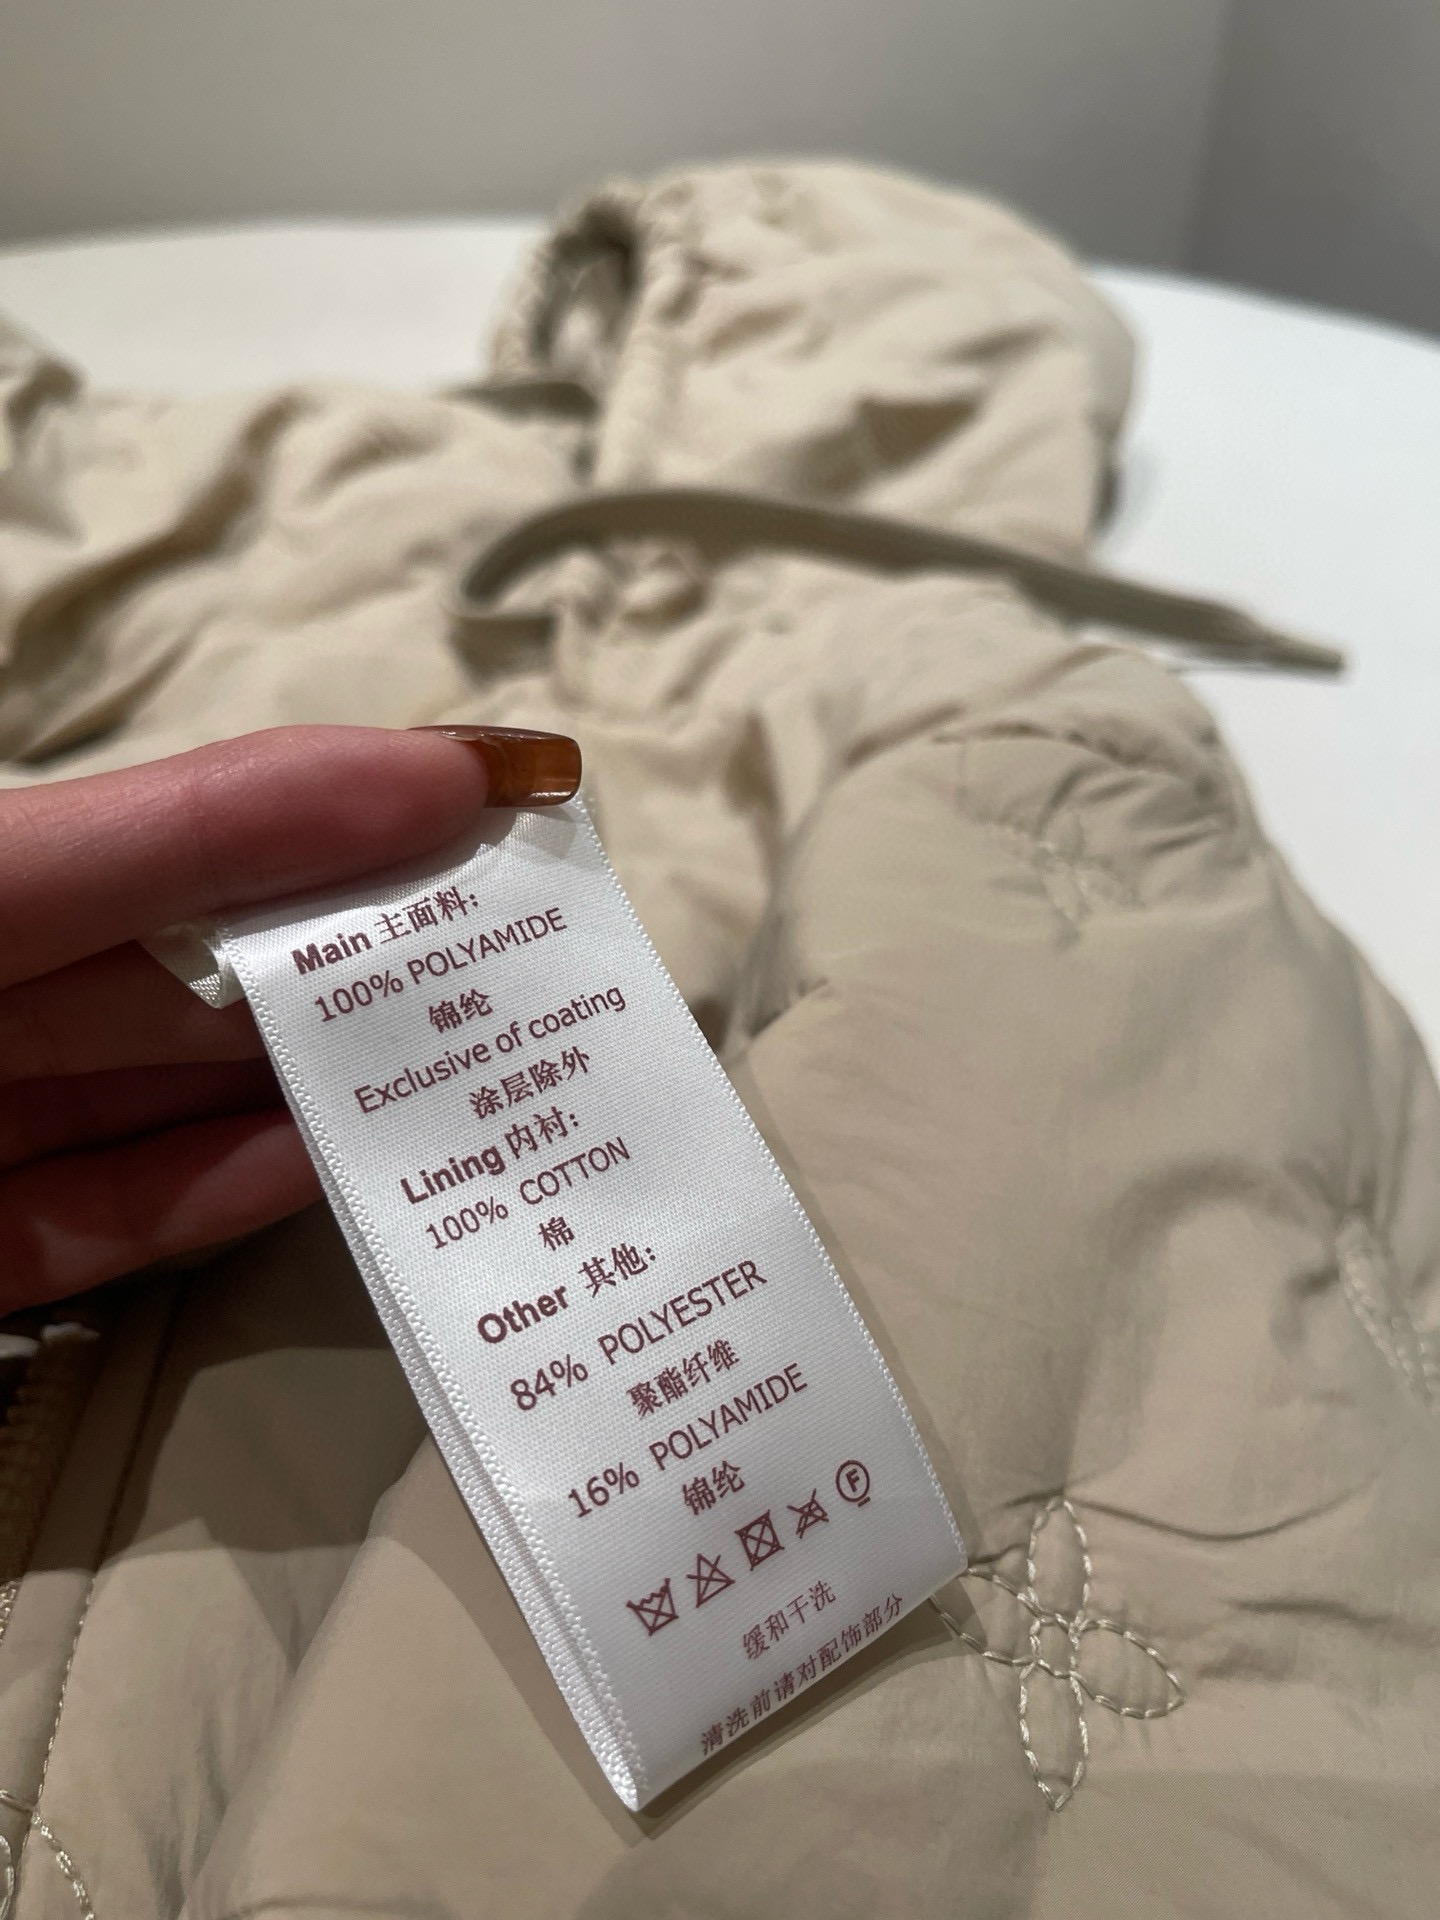 Main 主面料:
100% POLYAMIDE
锦纶
Exclusive of coating
涂层除外
Lining 内衬:
100% COTTON
棉
Other 其他:
84% POLYESTER
聚酯纤维
16% POLYAMIDE
锦纶
F
缓和干洗
清洗前请对配饰部分